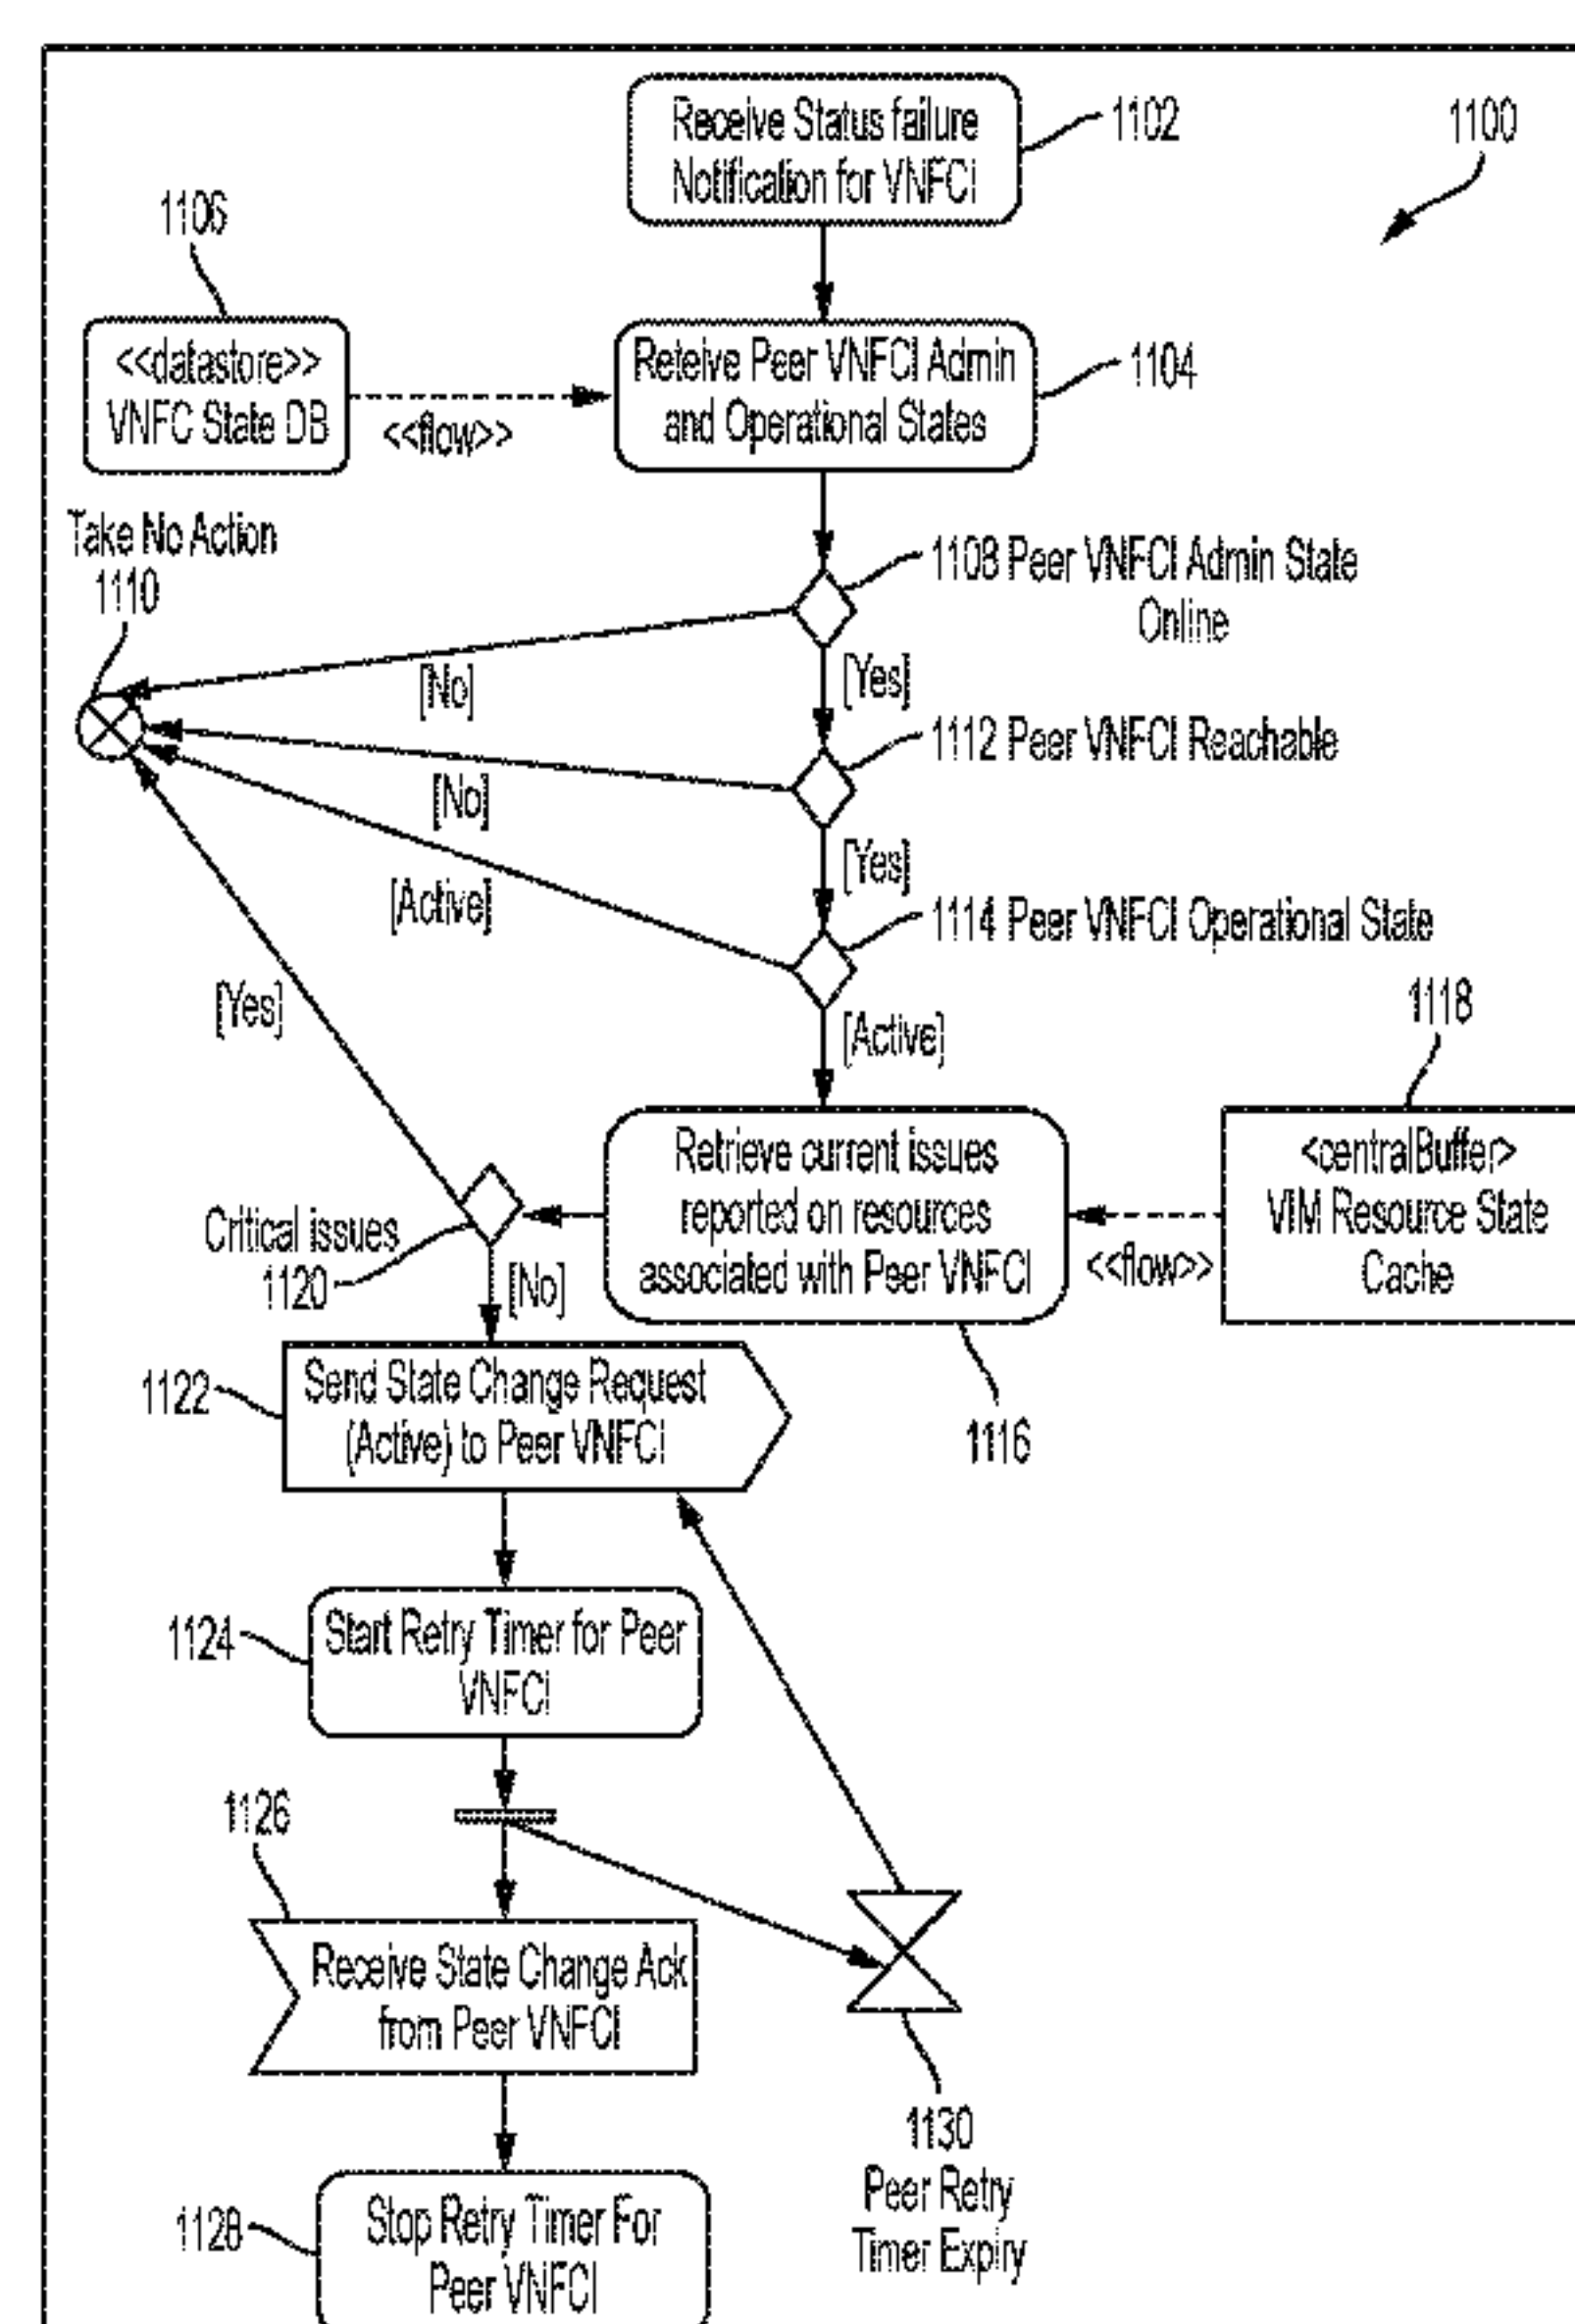 Receive Status failure
Notification for VNFCI
1102
1100
1106
<<datastore>>
VNFC State DB
<<flow>>
Reteive Peer VNFCI Admin
and Operational States
1104
Take No Action
1110
1108 Peer VNFCI Admin State
Online
[No]
[Yes]
1112 Peer VNFCI Reachable
[No]
[Yes]
1114 Peer VNFCI Operational State
[Active]
[Yes]
[Active]
1118
Retrieve current issues
reported on resources
associated with Peer VNFCI
<centralBuffer>
VIM Resource State
Cache
<<flow>>
Critical issues
1120
[No]
1116
1122
Send State Change Request
(Active) to Peer VNFCI
1124
Start Retry Timer for Peer
VNFCI
1126
Receive State Change Ack
from Peer VNFCI
1130
Peer Retry
Timer Expiry
1128
Stop Retry Timer For
Peer VNFCI